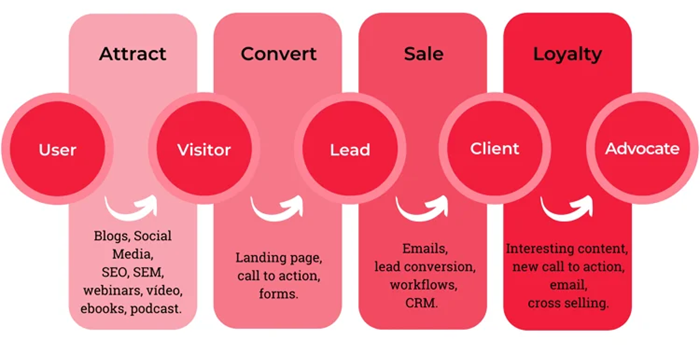 Attract
Convert
Sale
Loyalty
User
Visitor
Lead
Client
Advocate
Blogs, Social
Media,
SEO, SEM,
webinars, vídeo,
ebooks, podcast.
Landing page,
call to action,
forms.
Emails,
lead conversion,
workflows,
CRM.
Interesting content,
new call to action,
email,
cross selling.